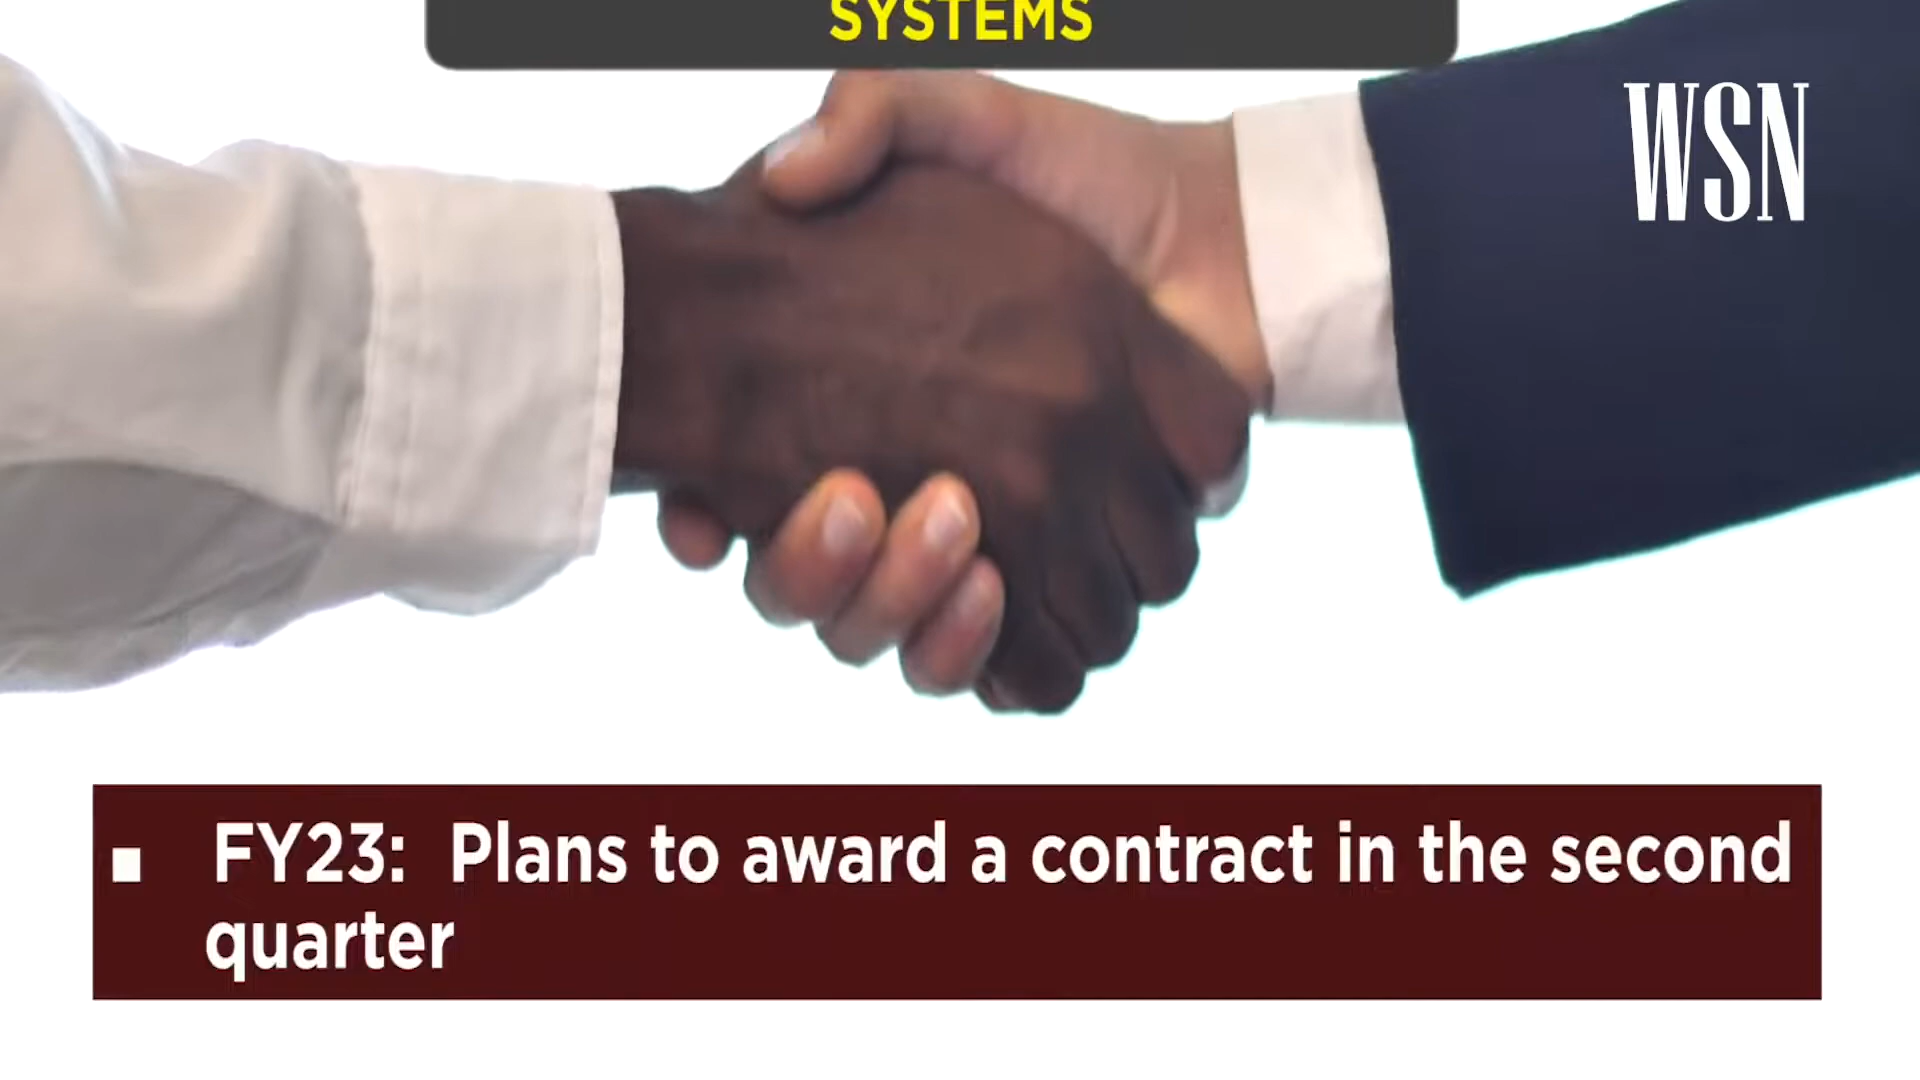 SYSTEMS
WSN
▪ FY23: Plans to award a contract in the second
quarter